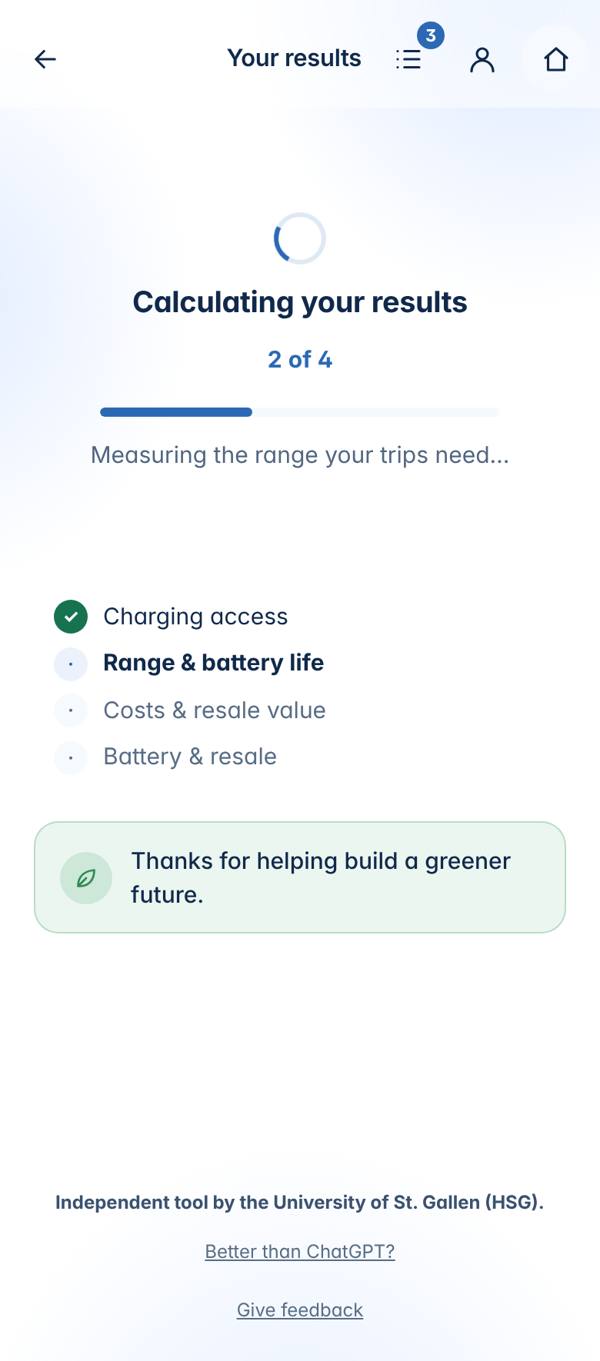 Your results
3
Calculating your results
2 of 4
Measuring the range your trips need...
Charging access
Range & battery life
Costs & resale value
Battery & resale
Thanks for helping build a greener
future.
Independent tool by the University of St. Gallen (HSG).
Better than ChatGPT?
Give feedback